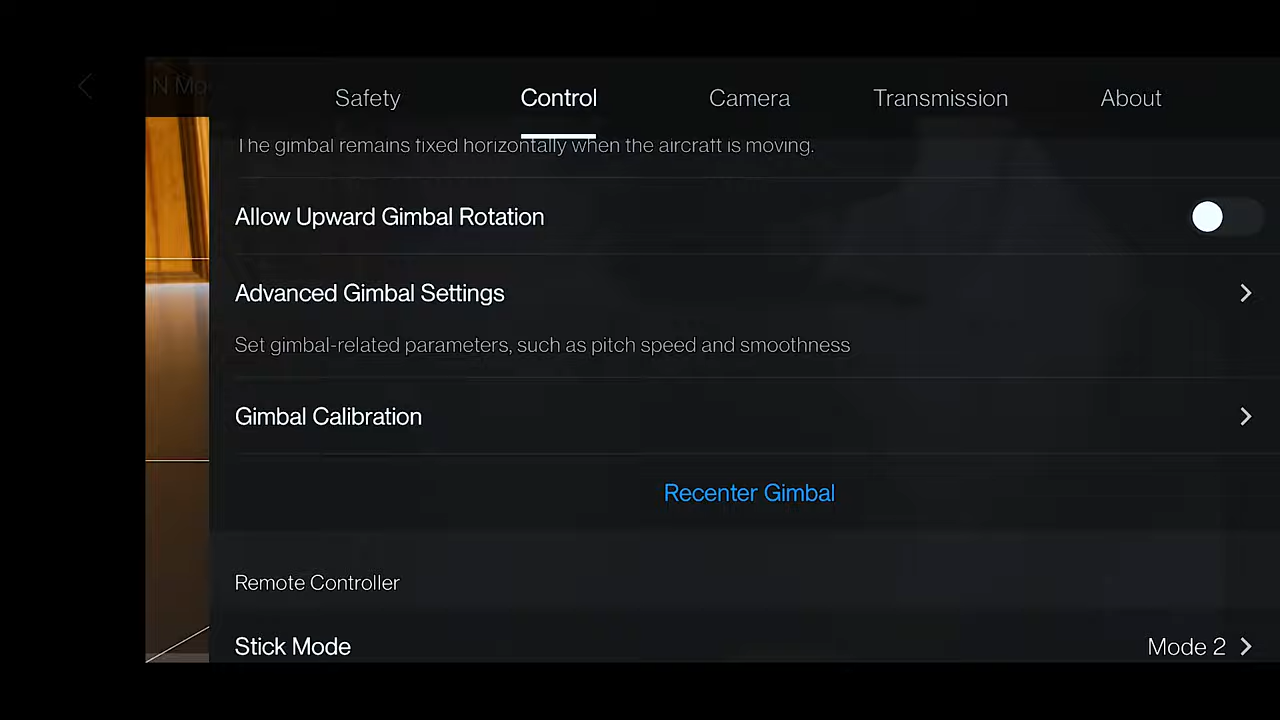 N Mo
Safety
Control
Camera
Transmission
About
The gimbal remains fixed horizontally when the aircraft is moving.
Allow Upward Gimbal Rotation
Advanced Gimbal Settings
Set gimbal-related parameters, such as pitch speed and smoothness
Gimbal Calibration
Recenter Gimbal
Remote Controller
Stick Mode
Mode 2